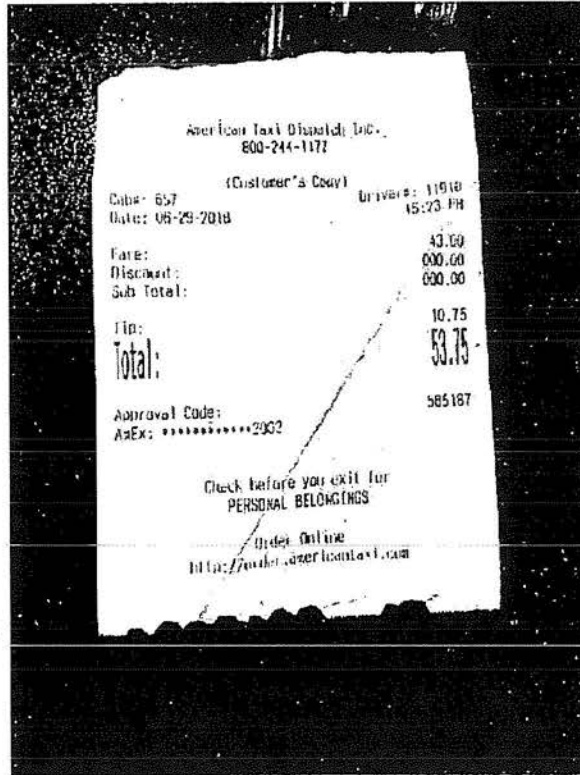 American Taxi Dispatch Inc.
800-244-1177
(Customer's Copy)
Cab#: 657 Driver#: 11910
Date: 06-29-2018 15:23 PM
Fare: 43.00
Discount: 000.00
Sub Total: 000.00
Tip: 10.75
Total: 53.75
Approval Code: 585187
AmEx: ************2002
Check before you exit for
PERSONAL BELONGINGS
Order Online
http://order.americantaxi.com